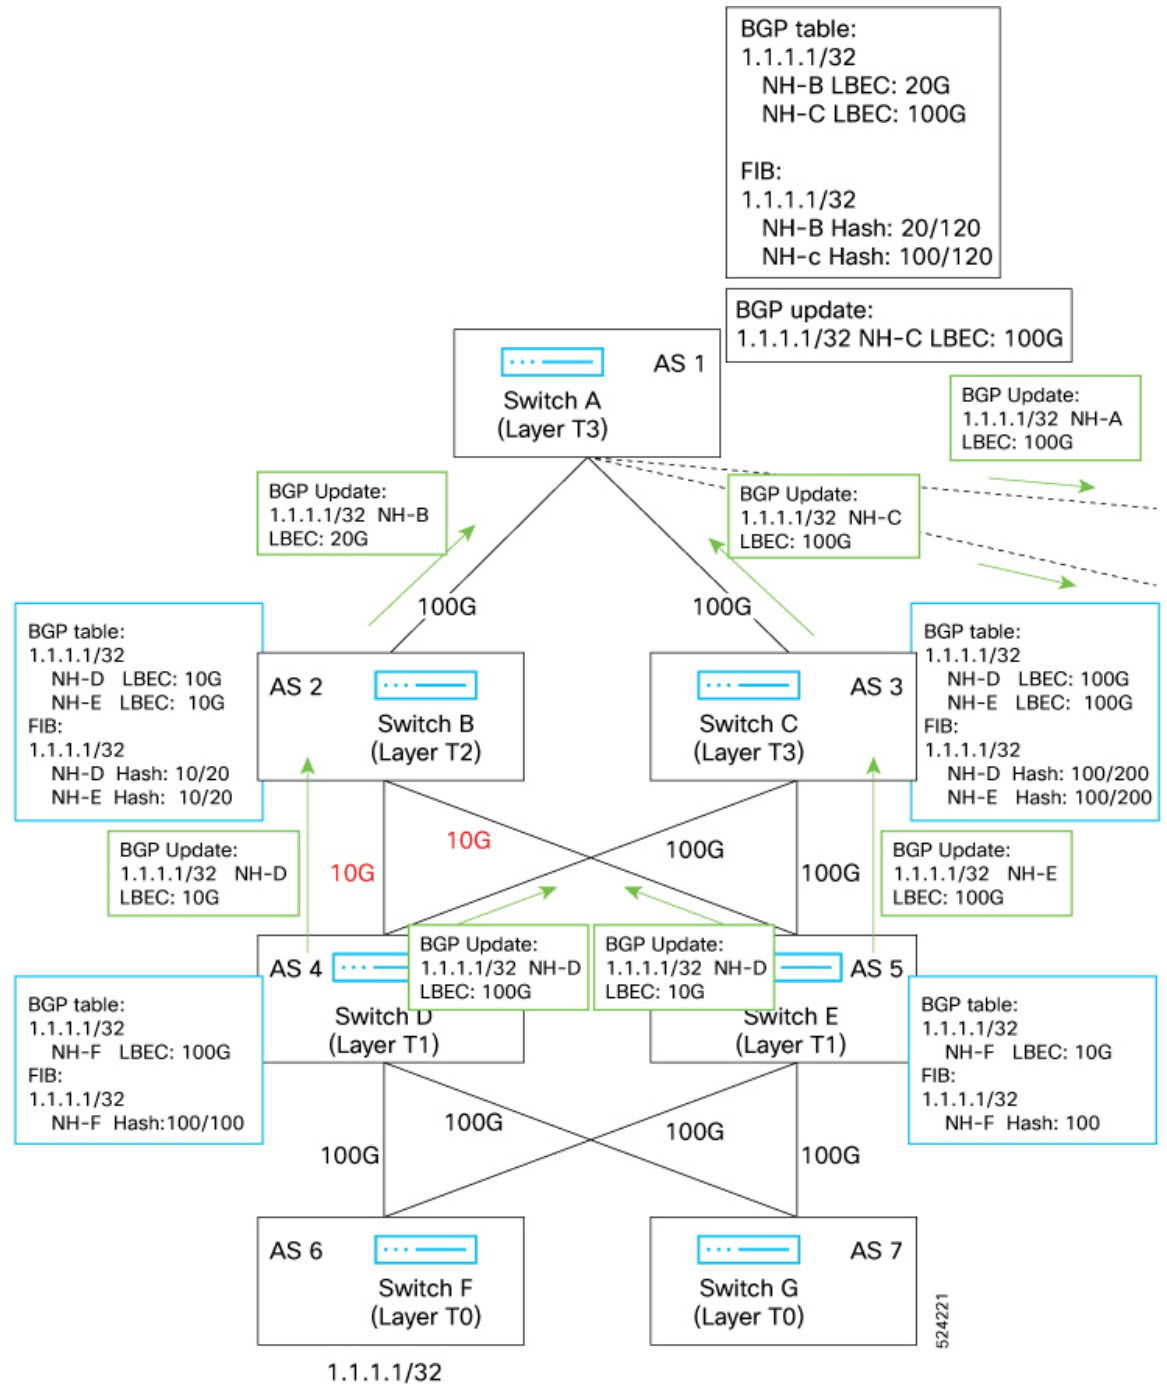 BGP table:
1.1.1.1/32
NH-B LBEC: 20G
NH-C LBEC: 100G
FIB:
1.1.1.1/32
NH-B Hash: 20/120
NH-c Hash: 100/120
BGP update:
1.1.1.1/32 NH-C LBEC: 100G
AS 1
Switch A
(Layer T3)
BGP Update:
1.1.1.1/32 NH-A
LBEC: 100G
BGP Update:
1.1.1.1/32 NH-B
LBEC: 20G
BGP Update:
1.1.1.1/32 NH-C
LBEC: 100G
100G
100G
BGP table:
1.1.1.1/32
NH-D LBEC: 10G
NH-E LBEC: 10G
FIB:
1.1.1.1/32
NH-D Hash: 10/20
NH-E Hash: 10/20
AS 2
Switch B
(Layer T2)
AS 3
Switch C
(Layer T3)
BGP table:
1.1.1.1/32
NH-D LBEC: 100G
NH-E LBEC: 100G
FIB:
1.1.1.1/32
NH-D Hash: 100/200
NH-E Hash: 100/200
BGP Update:
1.1.1.1/32 NH-D
LBEC: 10G
10G
10G
100G
100G
BGP Update:
1.1.1.1/32 NH-E
LBEC: 100G
AS 4
Switch D
(Layer T1)
BGP Update:
1.1.1.1/32 NH-D
LBEC: 100G
BGP Update:
1.1.1.1/32 NH-D
LBEC: 10G
AS 5
Switch E
(Layer T1)
BGP table:
1.1.1.1/32
NH-F LBEC: 100G
FIB:
1.1.1.1/32
NH-F Hash:100/100
BGP table:
1.1.1.1/32
NH-F LBEC: 10G
FIB:
1.1.1.1/32
NH-F Hash: 100
100G
100G
100G
100G
AS 6
Switch F
(Layer T0)
AS 7
Switch G
(Layer T0)
1.1.1.1/32
524221